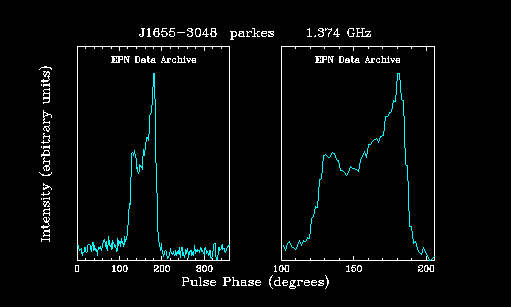 J1655−3048 parkes 1.374 GHz
EPN Data Archive EPN Data Archive
Intensity (arbitrary units)
0 100 200 300 100 150 200
Pulse Phase (degrees)